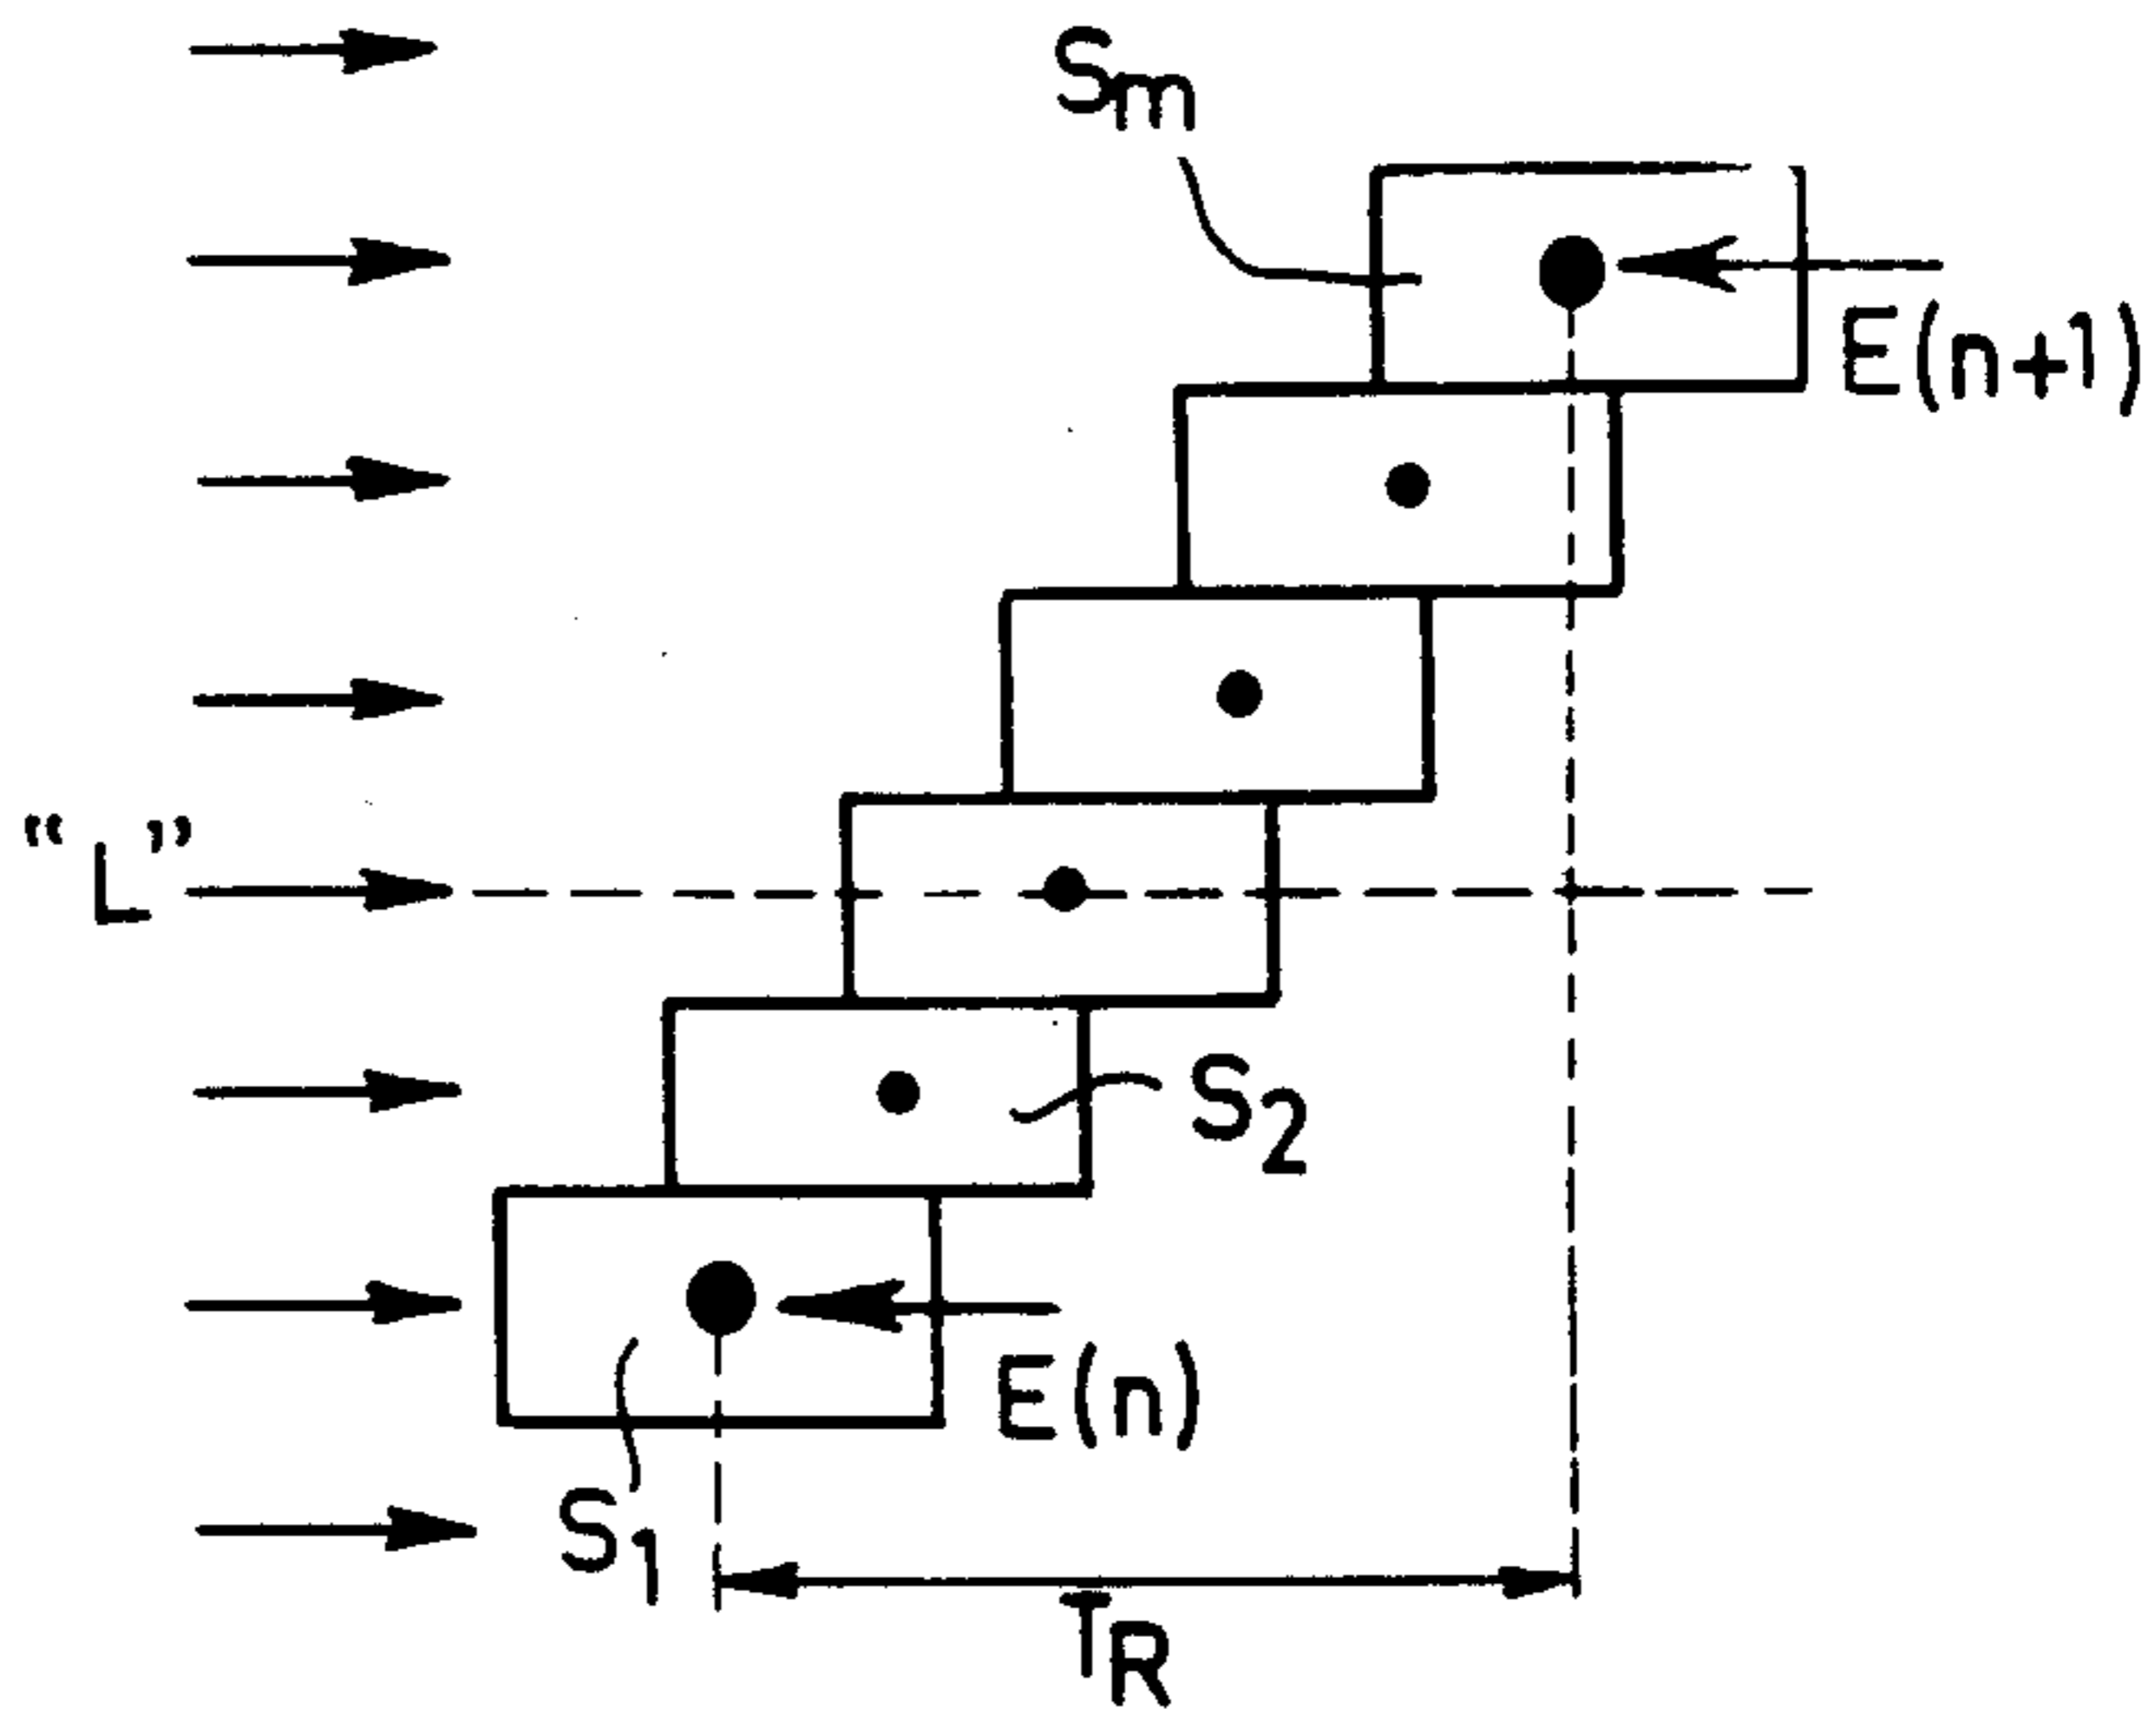 Sm
E(n+1)
“L”
S2
E(n)
S1
TR